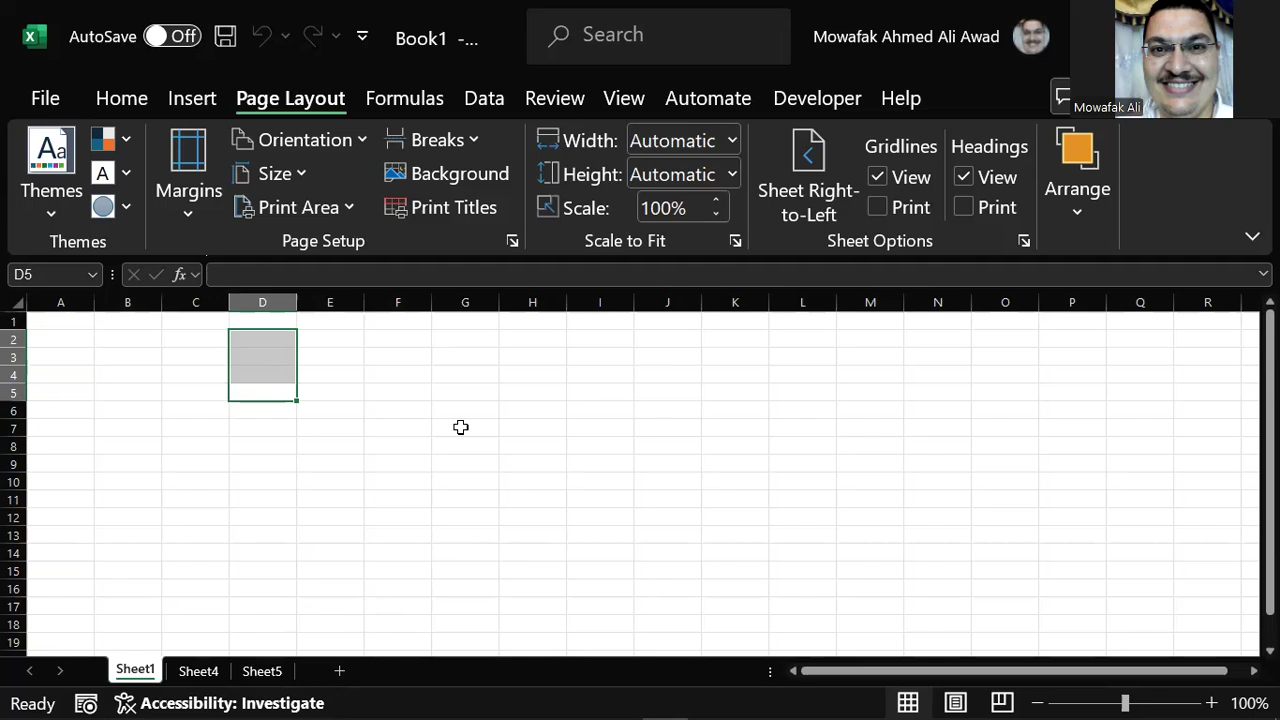 AutoSave Off Book1 -... Search Mowafak Ahmed Ali Awad
Mowafak Ali
File Home Insert Page Layout Formulas Data Review View Automate Developer Help
Themes
Margins
Orientation
Size
Print Area
Breaks
Background
Print Titles
Width: Automatic
Height: Automatic
Scale: 100%
Sheet Right-
to-Left
Gridlines
View
Print
Headings
View
Print
Arrange
Themes Page Setup Scale to Fit Sheet Options
D5 fx
A B C D E F G H I J K L M N O P Q R
1
2
3
4
5
6
7
8
9
10
11
12
13
14
15
16
17
18
19
Sheet1 Sheet4 Sheet5
Ready Accessibility: Investigate 100%